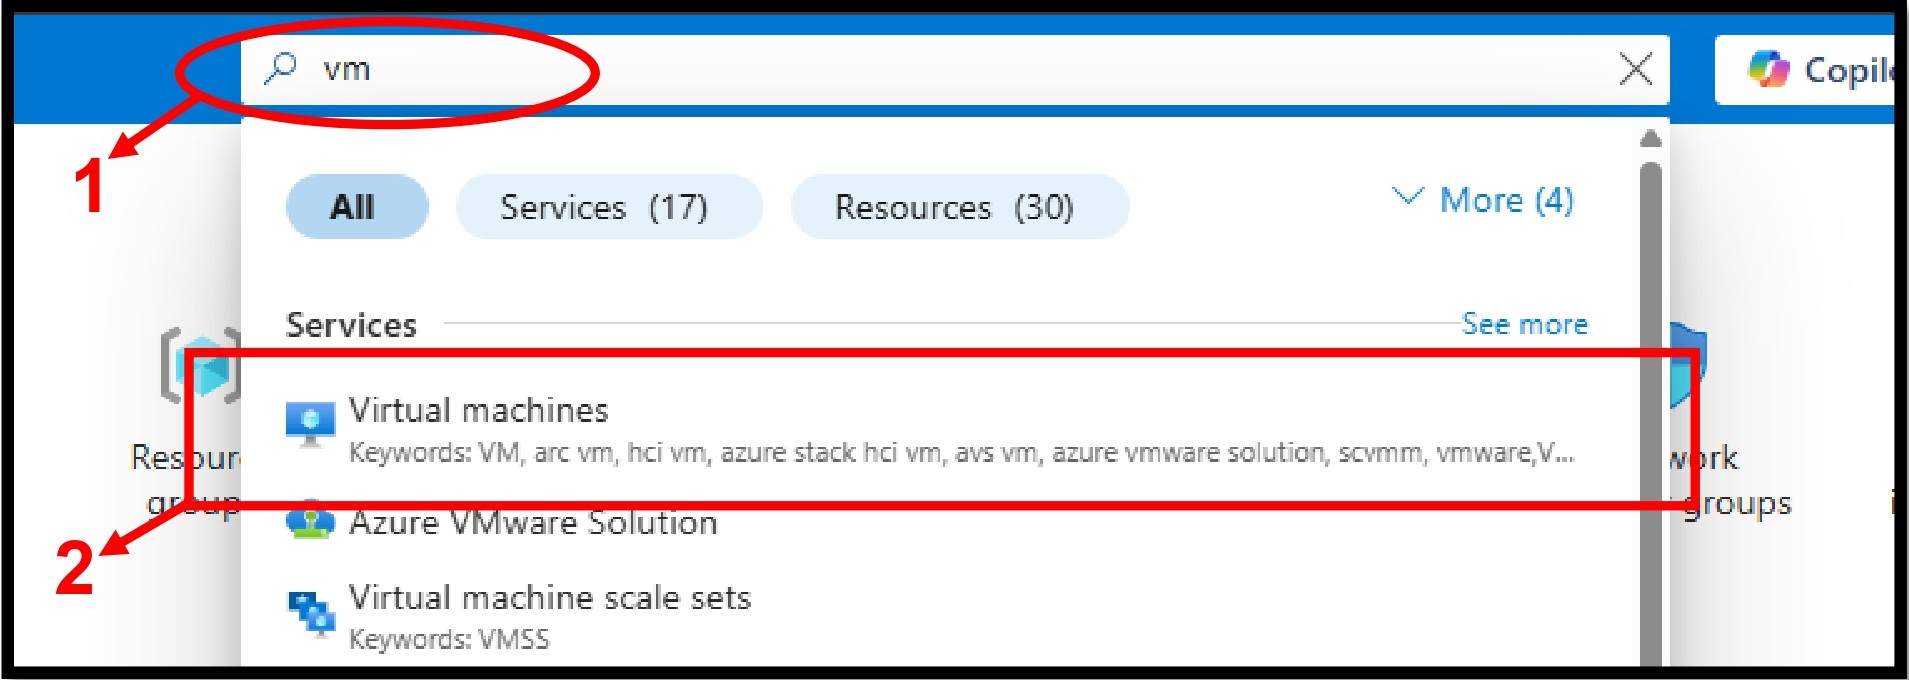 vm
Copil
1
All
Services (17)
Resources (30)
More (4)
Services
See more
Virtual machines
Keywords: VM, arc vm, hci vm, azure stack hci vm, avs vm, azure vmware solution, scvmm, vmware,V...
Resour
work
group
groups
2
Azure VMware Solution
Virtual machine scale sets
Keywords: VMSS